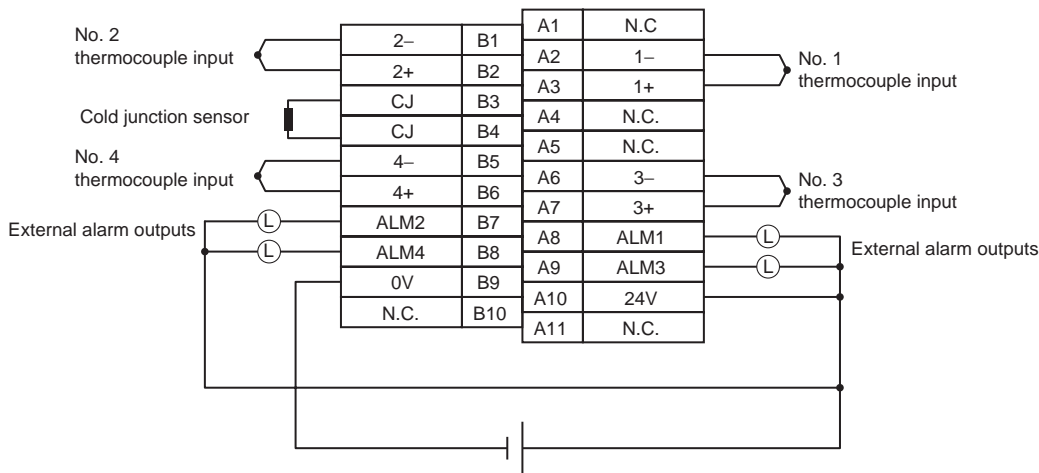 No. 2
thermocouple input
Cold junction sensor
No. 4
thermocouple input
External alarm outputs
L
L
2– B1
2+ B2
CJ B3
CJ B4
4– B5
4+ B6
ALM2 B7
ALM4 B8
0V B9
N.C. B10
A1 N.C
A2 1–
A3 1+
A4 N.C.
A5 N.C.
A6 3–
A7 3+
A8 ALM1
A9 ALM3
A10 24V
A11 N.C.
No. 1
thermocouple input
No. 3
thermocouple input
L
L
External alarm outputs